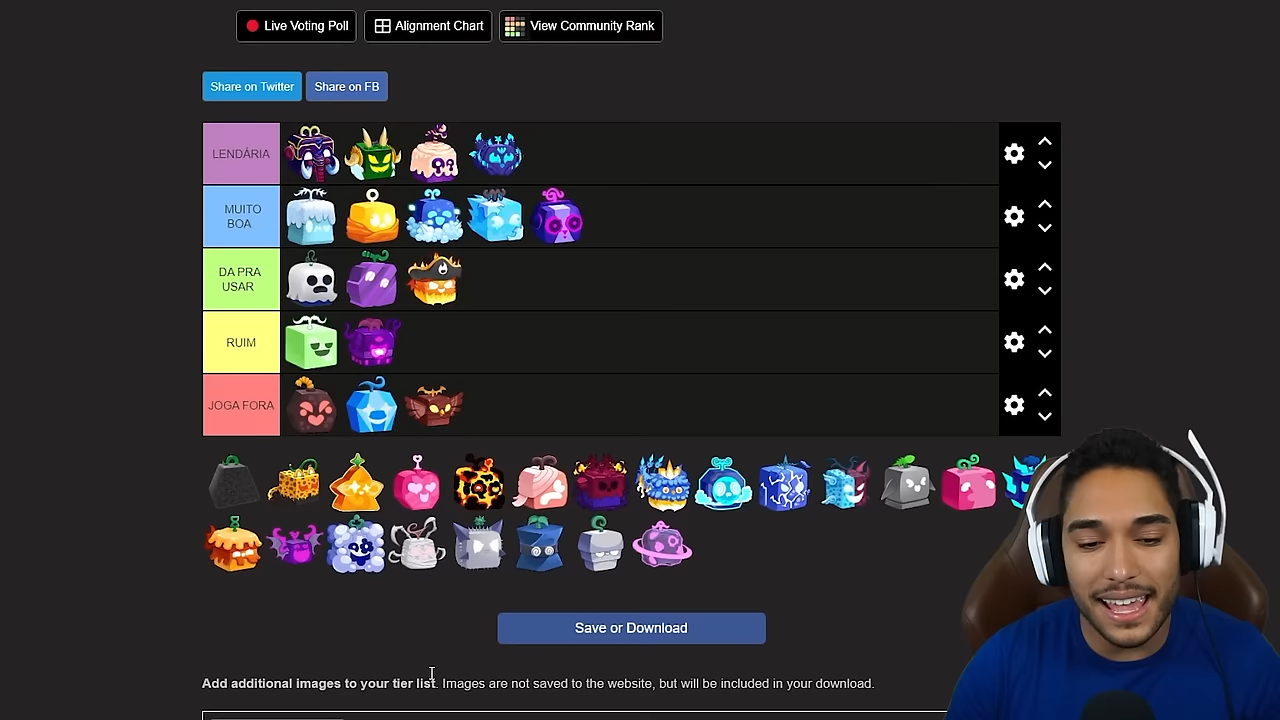 Live Voting Poll Alignment Chart View Community Rank
Share on Twitter Share on FB
LENDÁRIA
MUITO
BOA
DA PRA
USAR
RUIM
JOGA FORA
Save or Download
Add additional images to your tier list. Images are not saved to the website, but will be included in your download.